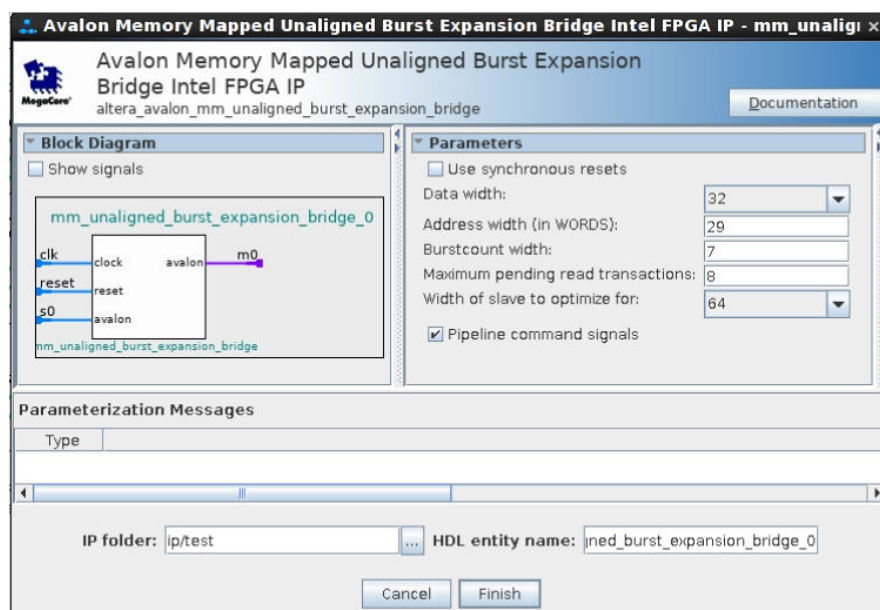 Avalon Memory Mapped Unaligned Burst Expansion Bridge Intel FPGA IP - mm_unaligı ×
Avalon Memory Mapped Unaligned Burst Expansion
Bridge Intel FPGA IP
altera_avalon_mm_unaligned_burst_expansion_bridge
MegaCore®
Documentation
Block Diagram
Show signals
mm_unaligned_burst_expansion_bridge_0
clk
clock
avalon
m0
reset
reset
s0
avalon
mm_unaligned_burst_expansion_bridge
Parameters
Use synchronous resets
Data width:
32
Address width (in WORDS):
29
Burstcount width:
7
Maximum pending read transactions:
8
Width of slave to optimize for:
64
Pipeline command signals
Parameterization Messages
Type
IP folder:
ip/test
...
HDL entity name:
ıned_burst_expansion_bridge_0
Cancel
Finish